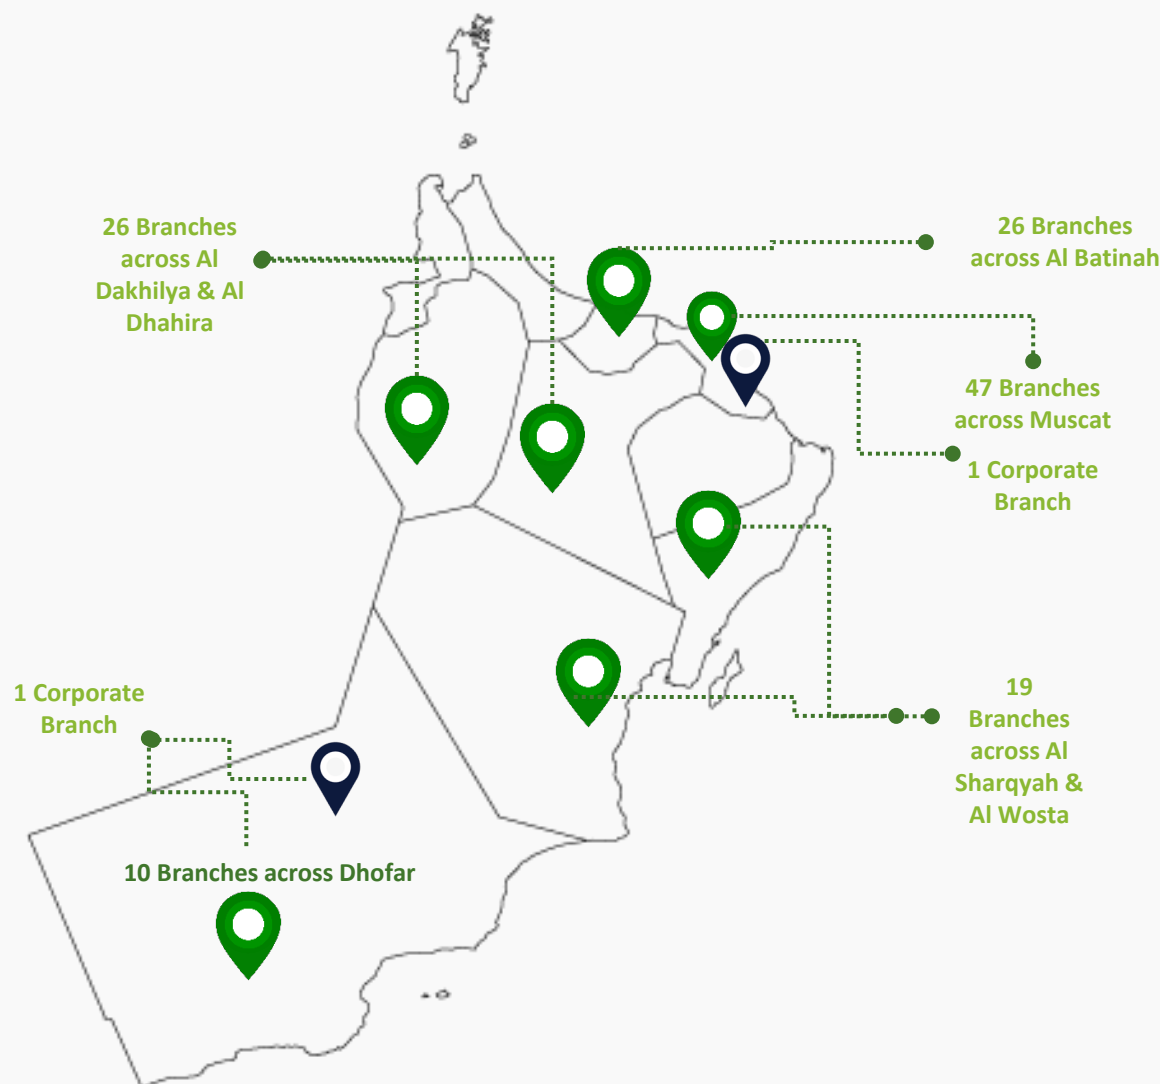 26 Branches
across Al
Dakhilya & Al
Dhahira
26 Branches
across Al Batinah
47 Branches
across Muscat
1 Corporate
Branch
1 Corporate
Branch
19
Branches
across Al
Sharqyah &
Al Wosta
10 Branches across Dhofar